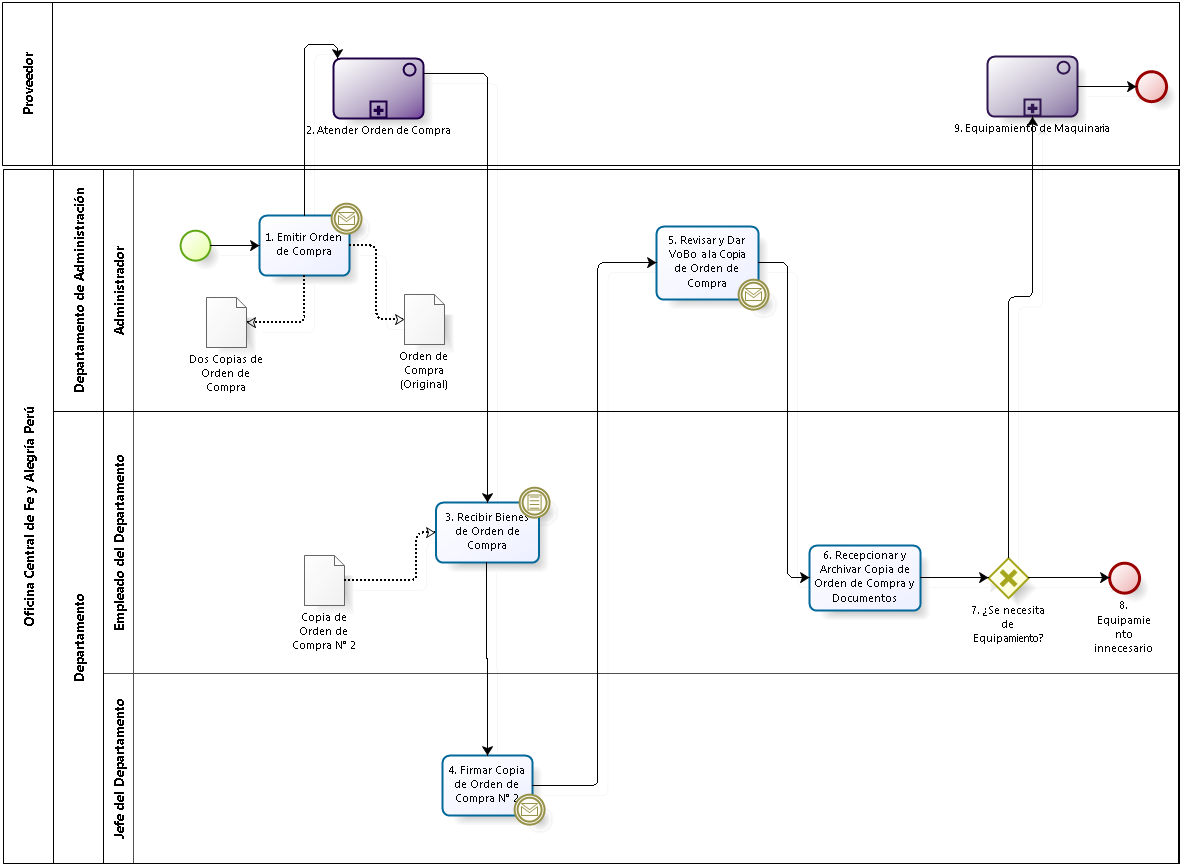 Proveedor
2. Atender Orden de Compra
9. Equipamiento de Maquinaria
Oficina Central de Fe y Alegría Perú
Departamento de Administración
Administrador
1. Emitir Orden
de Compra
Dos Copias de
Orden de
Compra
Orden de
Compra
(Original)
5. Revisar y Dar
VoBo a la Copia
de Orden de
Compra
Departamento
Empleado del Departamento
3. Recibir Bienes
de Orden de
Compra
Copia de
Orden de
Compra N° 2
6. Recepcionar y
Archivar Copia de
Orden de Compra y
Documentos
7. ¿Se necesita
de
Equipamiento?
8.
Equipamie
nto
innecesario
Jefe del Departamento
4. Firmar Copia
de Orden de
Compra N° 2